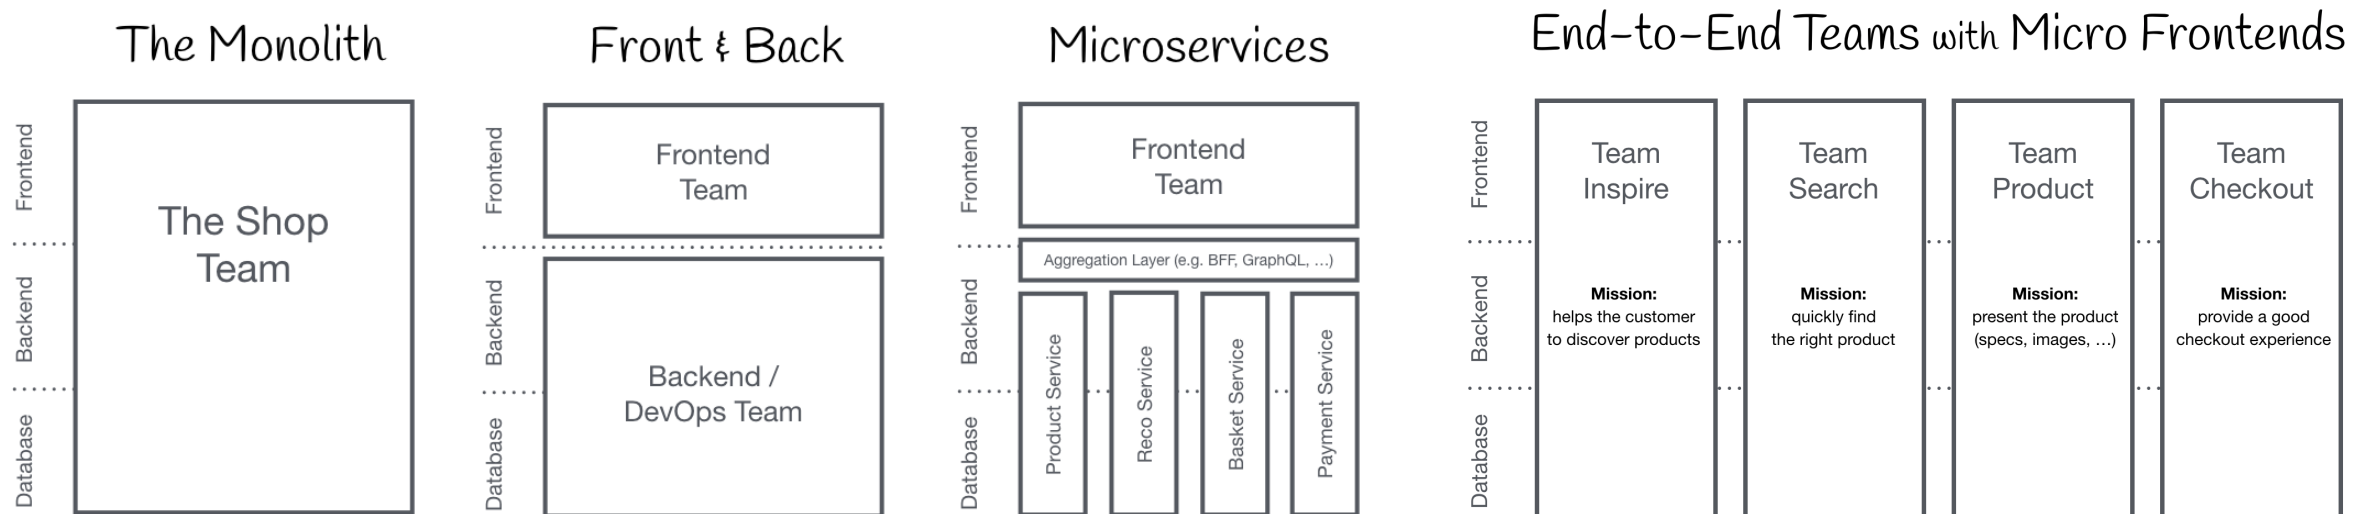 The Monolith
Frontend
Backend
Database
The Shop
Team
Front & Back
Frontend
Backend
Database
Frontend
Team
Backend /
DevOps Team
Microservices
Frontend
Backend
Database
Frontend
Team
Aggregation Layer (e.g. BFF, GraphQL, …)
Product Service
Reco Service
Basket Service
Payment Service
End-to-End Teams with Micro Frontends
Frontend
Backend
Database
Team
Inspire
Mission:
helps the customer
to discover products
Team
Search
Mission:
quickly find
the right product
Team
Product
Mission:
present the product
(specs, images, …)
Team
Checkout
Mission:
provide a good
checkout experience